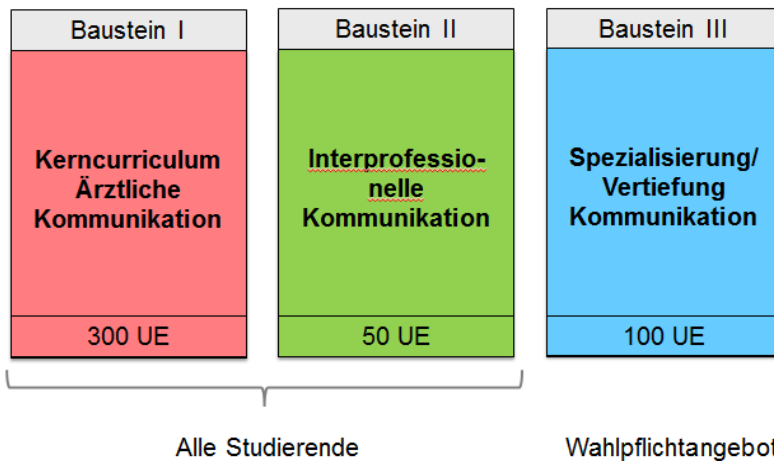 Baustein I
Kerncurriculum
Ärztliche
Kommunikation
300 UE
Baustein II
Interprofessio-
nelle
Kommunikation
50 UE
Baustein III
Spezialisierung/
Vertiefung
Kommunikation
100 UE
Alle Studierende
Wahlpflichtangebot